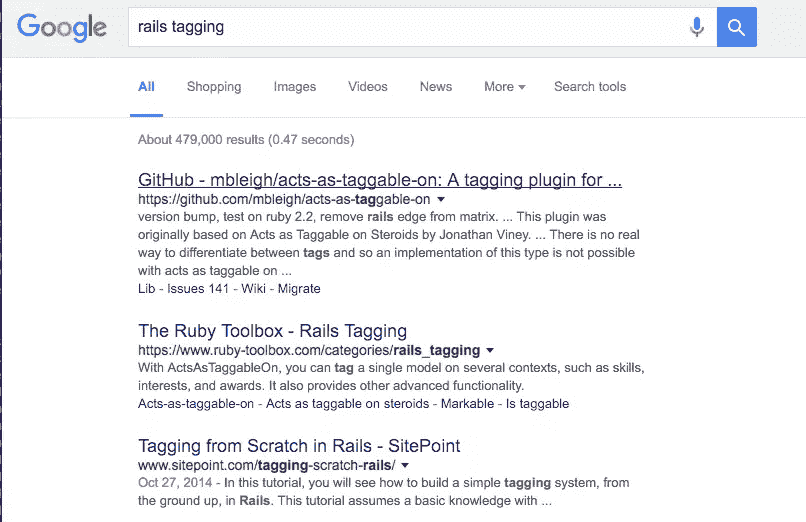 Google
rails tagging
All Shopping Images Videos News More Search tools
About 479,000 results (0.47 seconds)
GitHub - mbleigh/acts-as-taggable-on: A tagging plugin for ...
https://github.com/mbleigh/acts-as-taggable-on
version bump, test on ruby 2.2, remove rails edge from matrix. ... This plugin was
originally based on Acts as Taggable on Steroids by Jonathan Viney. ... There is no real
way to differentiate between tags and so an implementation of this type is not possible
with acts as taggable on ...
Lib - Issues 141 - Wiki - Migrate
The Ruby Toolbox - Rails Tagging
https://www.ruby-toolbox.com/categories/rails_tagging
With ActsAsTaggableOn, you can tag a single model on several contexts, such as skills,
interests, and awards. It also provides other advanced functionality.
Acts-as-taggable-on - Acts as taggable on steroids - Markable - Is taggable
Tagging from Scratch in Rails - SitePoint
www.sitepoint.com/tagging-scratch-rails/
Oct 27, 2014 - In this tutorial, you will see how to build a simple tagging system, from
the ground up, in Rails. This tutorial assumes a basic knowledge with ...